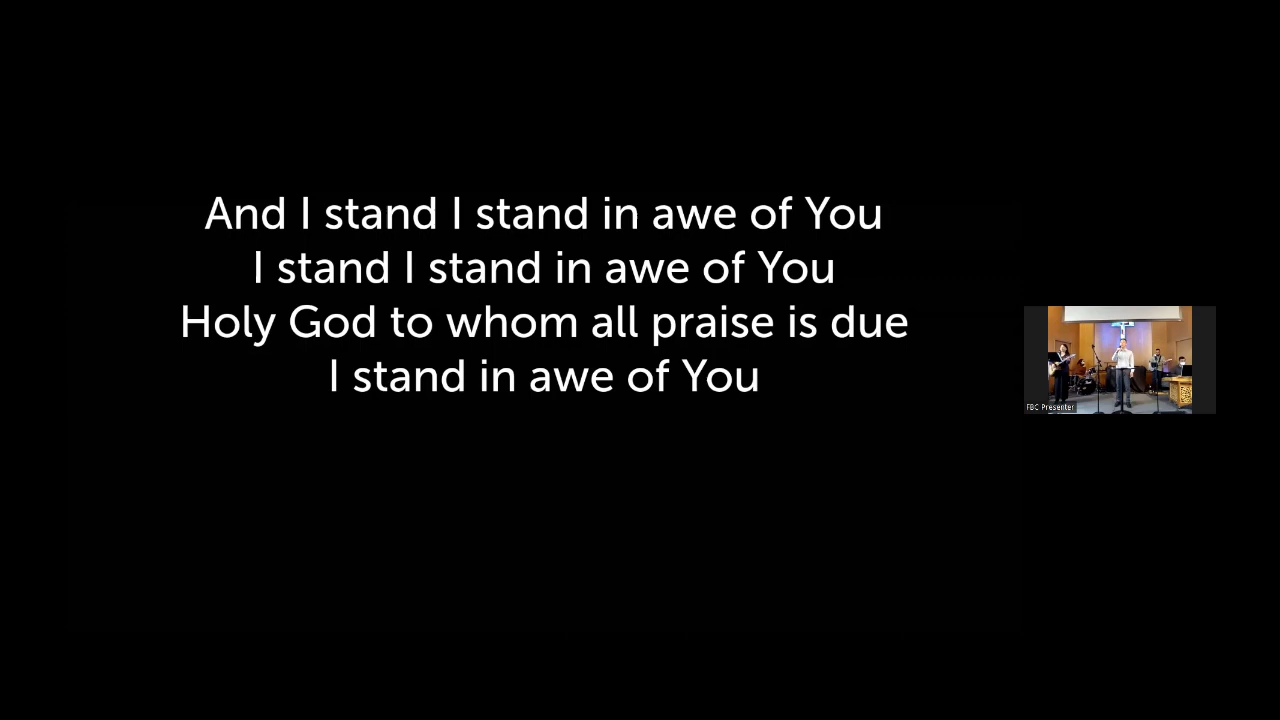 And I stand I stand in awe of You
I stand I stand in awe of You
Holy God to whom all praise is due
I stand in awe of You
FBC Presenter